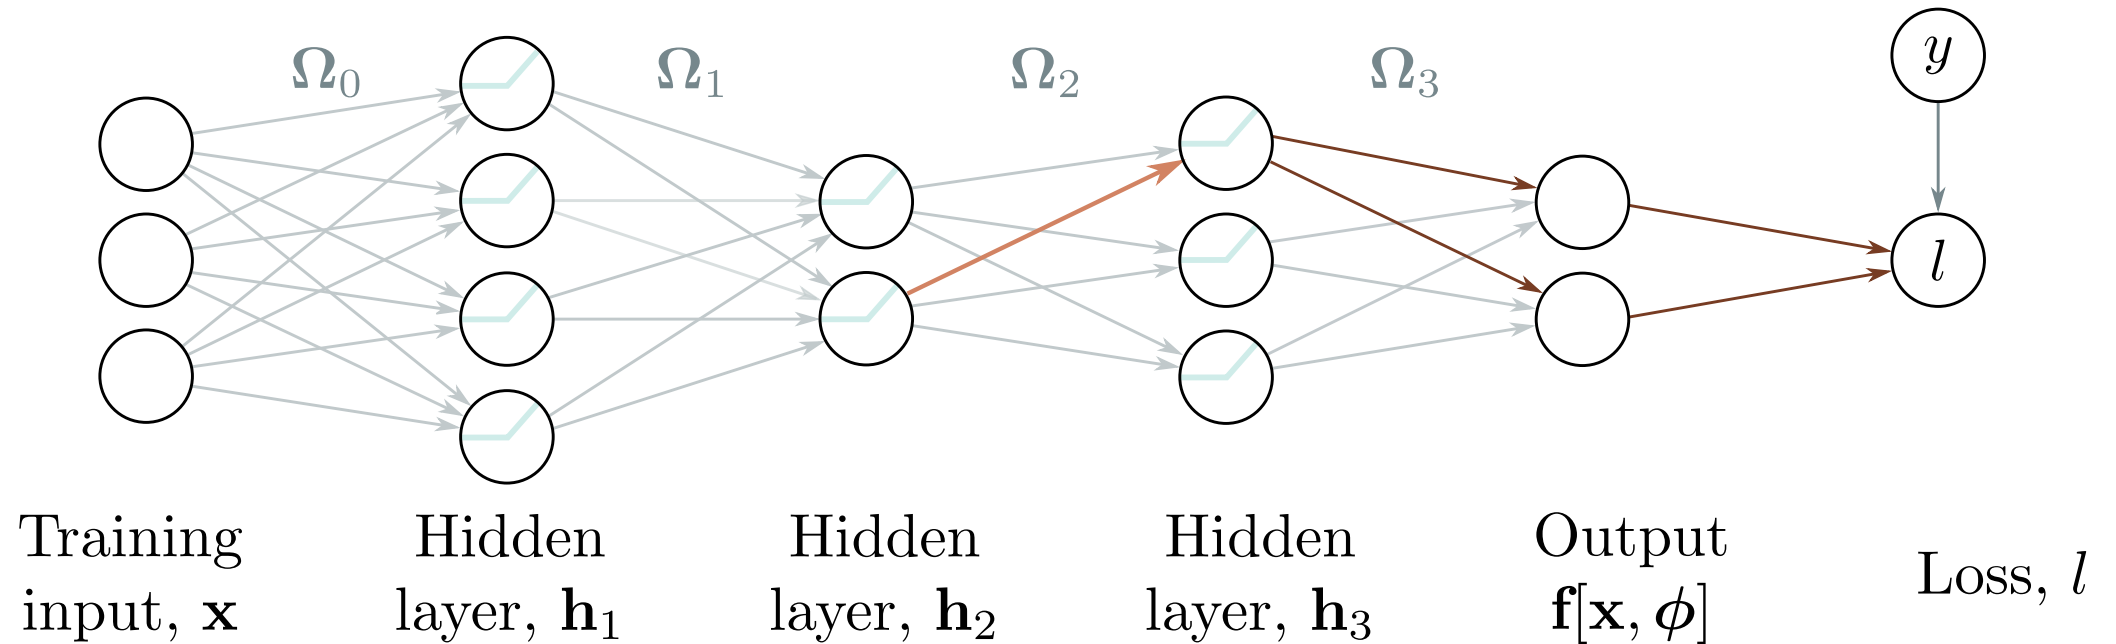 Ω₀ Ω₁ Ω₂ Ω₃ y
l
Training Hidden Hidden Hidden Output
input, x layer, h₁ layer, h₂ layer, h₃ f[x, ϕ] Loss, l